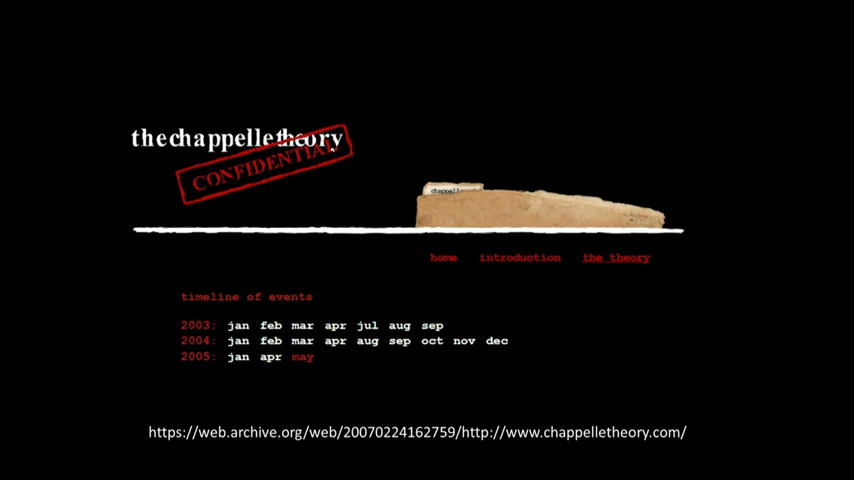 thechappelletheory
CONFIDENTIAL
home introduction the theory
timeline of events
2003: jan feb mar apr jul aug sep
2004: jan feb mar apr aug sep oct nov dec
2005: jan apr may
https://web.archive.org/web/20070224162759/http://www.chappelletheory.com/